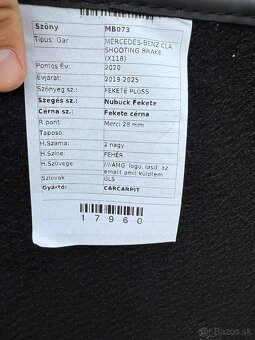 Szőny MB073
Típus: Gar MERCEDES-BENZ CLA
SHOOTING BRAKE
(X118)
Pontos Év: 2020
Évjárat: 2019-2025
Szőnyeg sz.: FEKETE PLÜSS
Szegés sz.: Nubuck Fekete
Cérna sz.: Fekete cérna
R.pont: Merci 28 mm
Taposó:
H.Száma: 2 nagy
H.Színe: FEHÉR
H.Szövege: ////AMG logo, lásd. az
email amit küldtem
Szlovák GLS
Gyártó: CARCARPIT
17960
bazos.sk